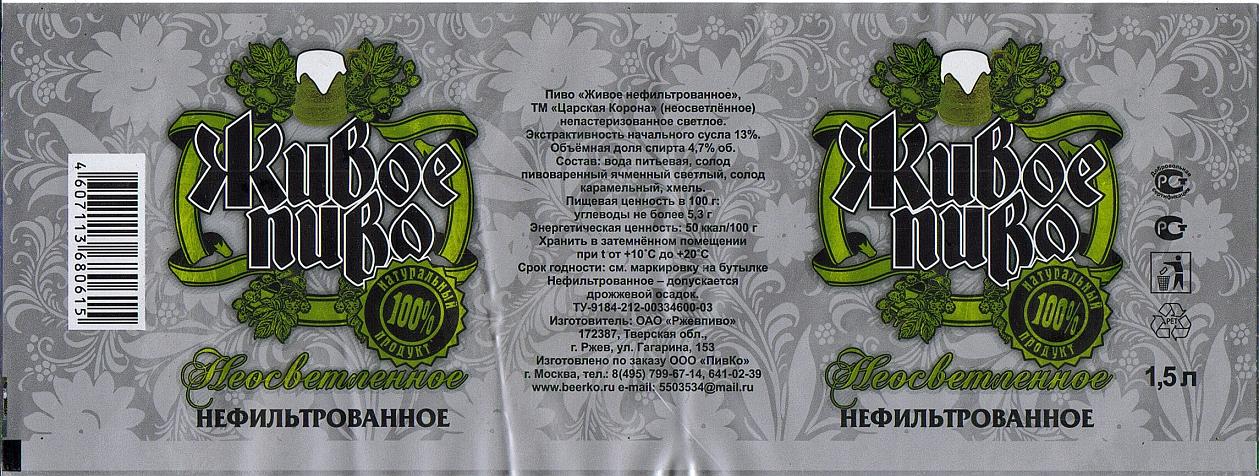 4 607113 680615
Живое
пиво
НАТУРАЛЬНЫЙ
100%
ПРОДУКТ
Неосветленное
НЕФИЛЬТРОВАННОЕ
Пиво «Живое нефильтрованное»,
ТМ «Царская Корона» (неосветлённое)
непастеризованное светлое.
Экстрактивность начального сусла 13%.
Объёмная доля спирта 4,7% об.
Состав: вода питьевая, солод
пивоваренный ячменный светлый, солод
карамельный, хмель.
Пищевая ценность в 100 г:
углеводы не более 5,3 г
Энергетическая ценность: 50 ккал/100 г
Хранить в затемнённом помещении
при t от +10˚С до +20˚С
Срок годности: см. маркировку на бутылке
Нефильтрованное – допускается
дрожжевой осадок.
ТУ-9184-212-00334600-03
Изготовитель: ОАО «Ржевпиво»
172387, Тверская обл.,
г. Ржев, ул. Гагарина, 153
Изготовлено по заказу ООО «ПивКо»
г. Москва, тел.: 8(495) 799-67-14, 641-02-39
www.beerko.ru e-mail: 5503534@mail.ru
Живое
пиво
НАТУРАЛЬНЫЙ
100%
ПРОДУКТ
Неосветленное
НЕФИЛЬТРОВАННОЕ
Добровольная
РСТ
РСТ
PET
1,5 л